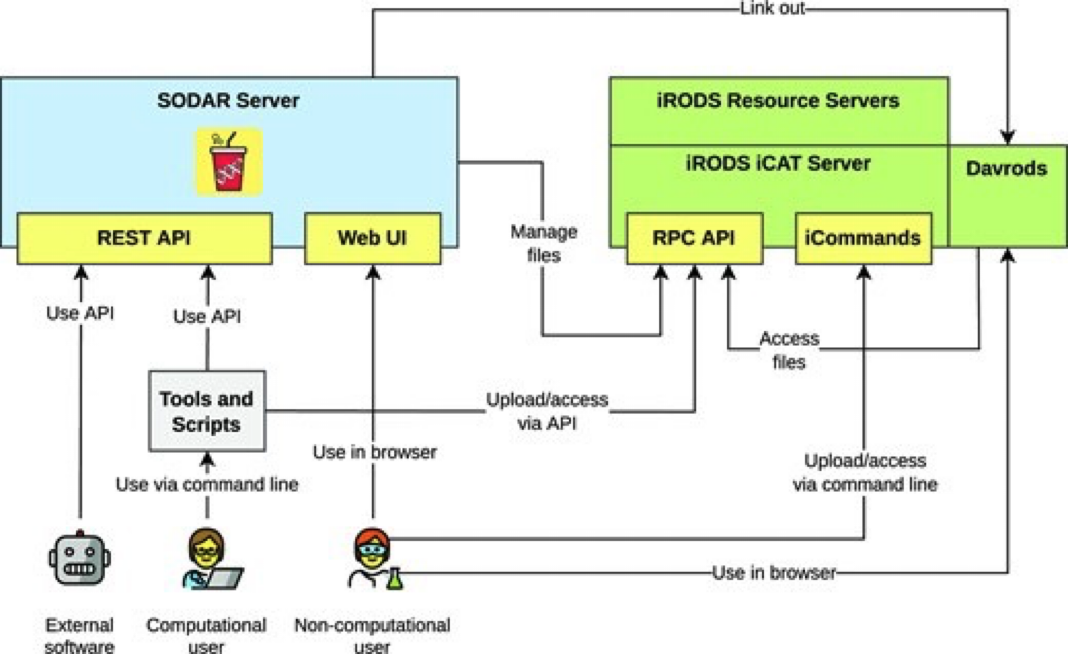 Link out
SODAR Server
iRODS Resource Servers
iRODS iCAT Server
Davrods
REST API
Web UI
RPC API
iCommands
Manage
files
Use API
Use API
Access
files
Tools and
Scripts
Upload/access
via API
Use in browser
Upload/access
via command line
Use via command line
Use in browser
External
software
Computational
user
Non-computational
user